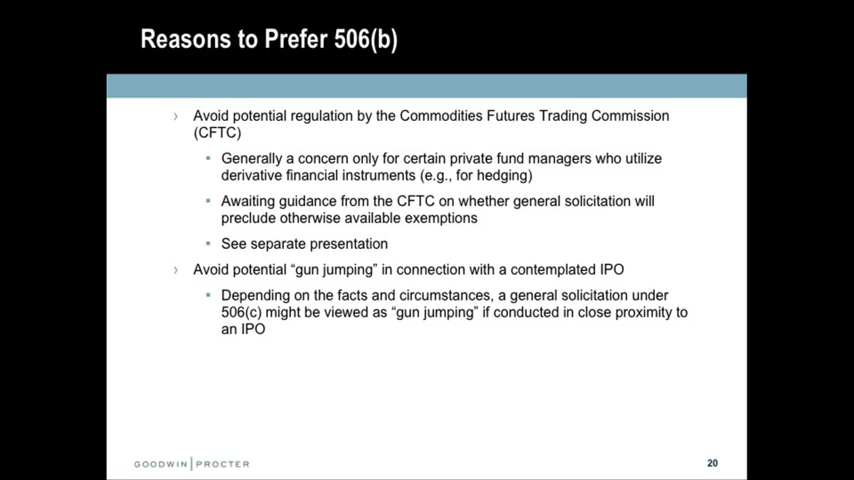 Reasons to Prefer 506(b)
› Avoid potential regulation by the Commodities Futures Trading Commission
(CFTC)
▪ Generally a concern only for certain private fund managers who utilize
derivative financial instruments (e.g., for hedging)
▪ Awaiting guidance from the CFTC on whether general solicitation will
preclude otherwise available exemptions
▪ See separate presentation
› Avoid potential “gun jumping” in connection with a contemplated IPO
▪ Depending on the facts and circumstances, a general solicitation under
506(c) might be viewed as “gun jumping” if conducted in close proximity to
an IPO
GOODWIN PROCTER
20